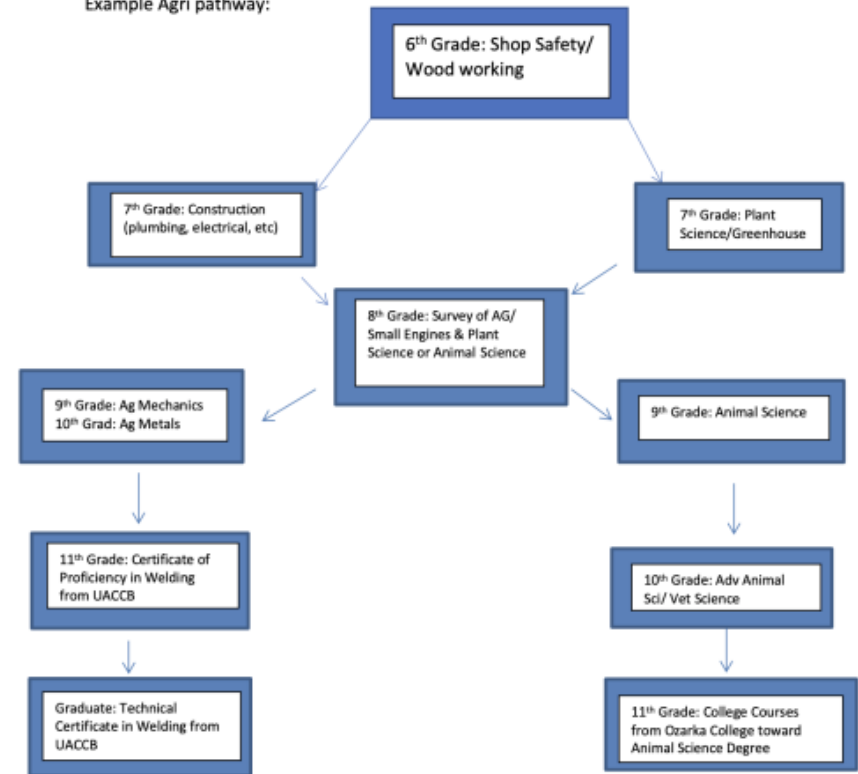 Example Agri pathway:
6th Grade: Shop Safety/
Wood working
7th Grade: Construction
(plumbing, electrical, etc)
7th Grade: Plant
Science/Greenhouse
8th Grade: Survey of AG/
Small Engines & Plant
Science or Animal Science
9th Grade: Ag Mechanics
10th Grad: Ag Metals
9th Grade: Animal Science
11th Grade: Certificate of
Proficiency in Welding
from UACCB
10th Grade: Adv Animal
Sci/ Vet Science
Graduate: Technical
Certificate in Welding from
UACCB
11th Grade: College Courses
from Ozarka College toward
Animal Science Degree